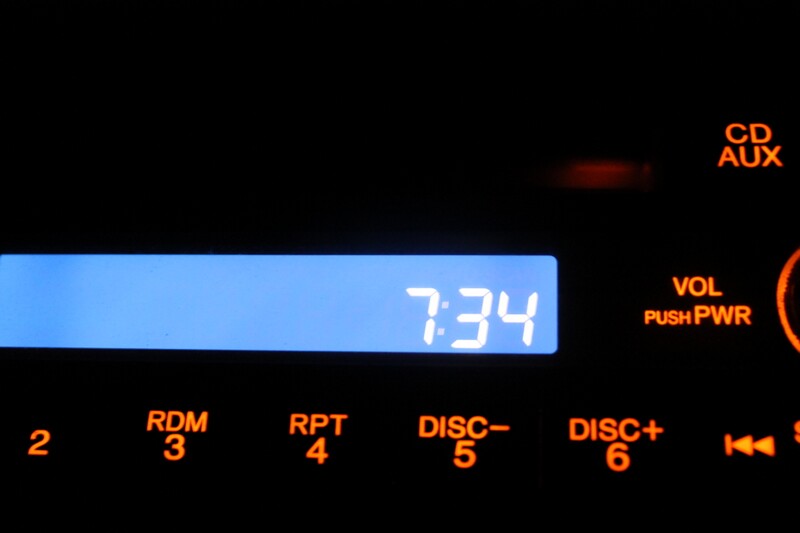 CD
AUX
7:34
VOL
PUSH PWR
RDM
RPT
DISC-
DISC+
2
3
4
5
6